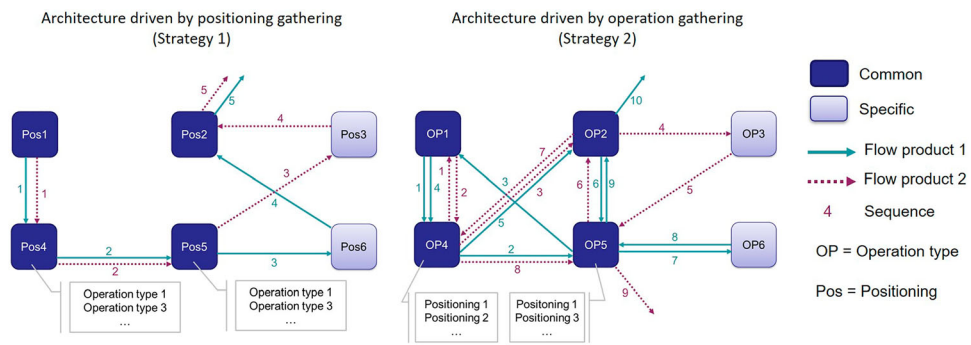 Architecture driven by positioning gathering
(Strategy 1)
Pos1
Pos2
Pos3
Pos4
Pos5
Pos6
1
1
2
2
3
3
4
4
5
5
Operation type 1
Operation type 3
...
Operation type 1
Operation type 3
...
Architecture driven by operation gathering
(Strategy 2)
OP1
OP2
OP3
OP4
OP5
OP6
1
4
1
2
7
3
5
3
4
10
6
6
9
5
2
8
8
7
9
Positioning 1
Positioning 2
...
Positioning 1
Positioning 3
...
Common
Specific
Flow product 1
Flow product 2
4 Sequence
OP = Operation type
Pos = Positioning